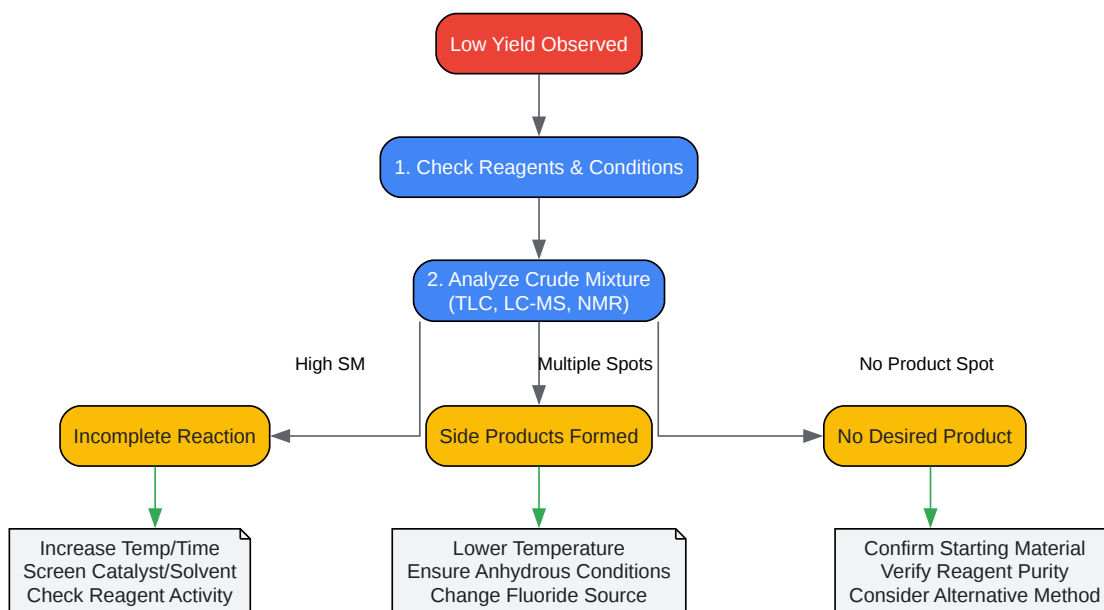 Low Yield Observed
1. Check Reagents & Conditions
2. Analyze Crude Mixture
(TLC, LC-MS, NMR)
High SM
Multiple Spots
No Product Spot
Incomplete Reaction
Side Products Formed
No Desired Product
Increase Temp/Time
Screen Catalyst/Solvent
Check Reagent Activity
Lower Temperature
Ensure Anhydrous Conditions
Change Fluoride Source
Confirm Starting Material
Verify Reagent Purity
Consider Alternative Method